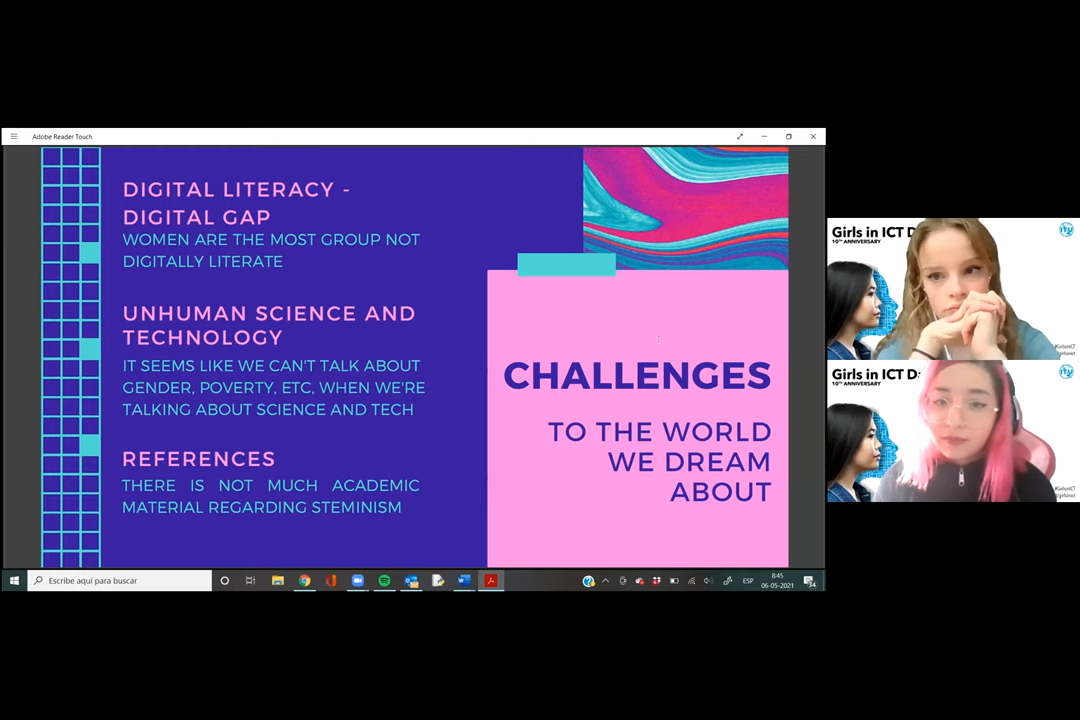 Adobe Reader Touch
DIGITAL LITERACY -
DIGITAL GAP
WOMEN ARE THE MOST GROUP NOT
DIGITALLY LITERATE
UNHUMAN SCIENCE AND
TECHNOLOGY
IT SEEMS LIKE WE CAN'T TALK ABOUT
GENDER, POVERTY, ETC, WHEN WE'RE
TALKING ABOUT SCIENCE AND TECH
REFERENCES
THERE IS NOT MUCH ACADEMIC
MATERIAL REGARDING STEMINISM
CHALLENGES
TO THE WORLD
WE DREAM
ABOUT
Girls in ICT D
10TH ANNIVERSARY
Girls in ICT Da
10TH ANNIVERSARY
Escribe aquí para buscar
ESP
8:45
06-05-2021